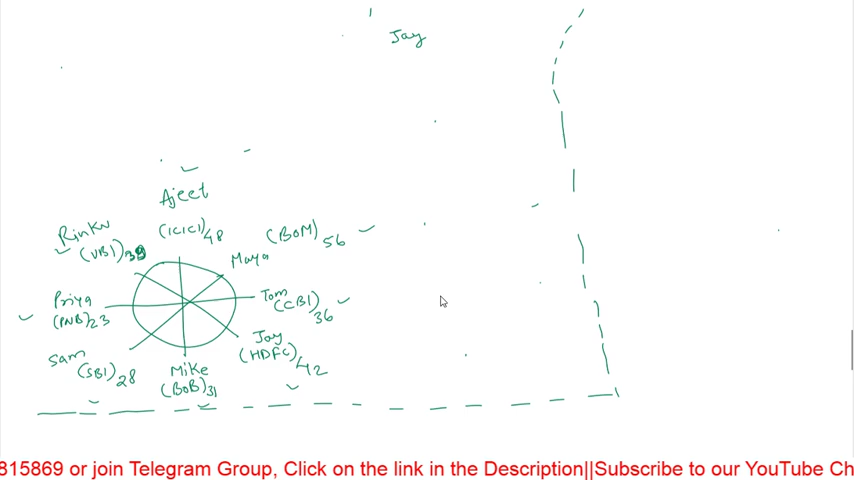 Jay
Ajeet
(ICICI) 48
Rinku
(UBI) 39
(BOM) 56
Maya
Priya
(PNB) 23
Tom
(CBI) 36
Sam
(SBI) 28
Mike
(BOB) 31
Jay
(HDFC) 42
815869 or join Telegram Group, Click on the link in the Description||Subscribe to our YouTube Ch